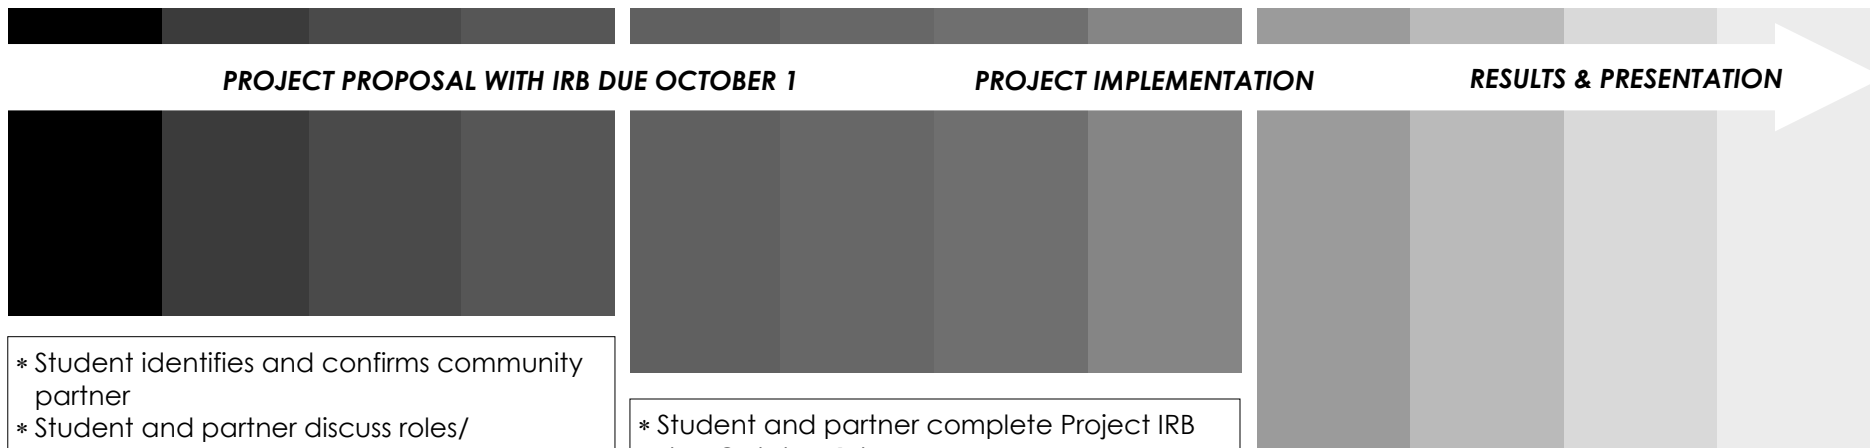 PROJECT PROPOSAL WITH IRB DUE OCTOBER 1
PROJECT IMPLEMENTATION
RESULTS & PRESENTATION
* Student identifies and confirms community
partner
* Student and partner discuss roles/
* Student and partner complete Project IRB